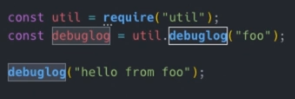 const util = require("util");
const debuglog = util.debuglog("foo");
debuglog("hello from foo");